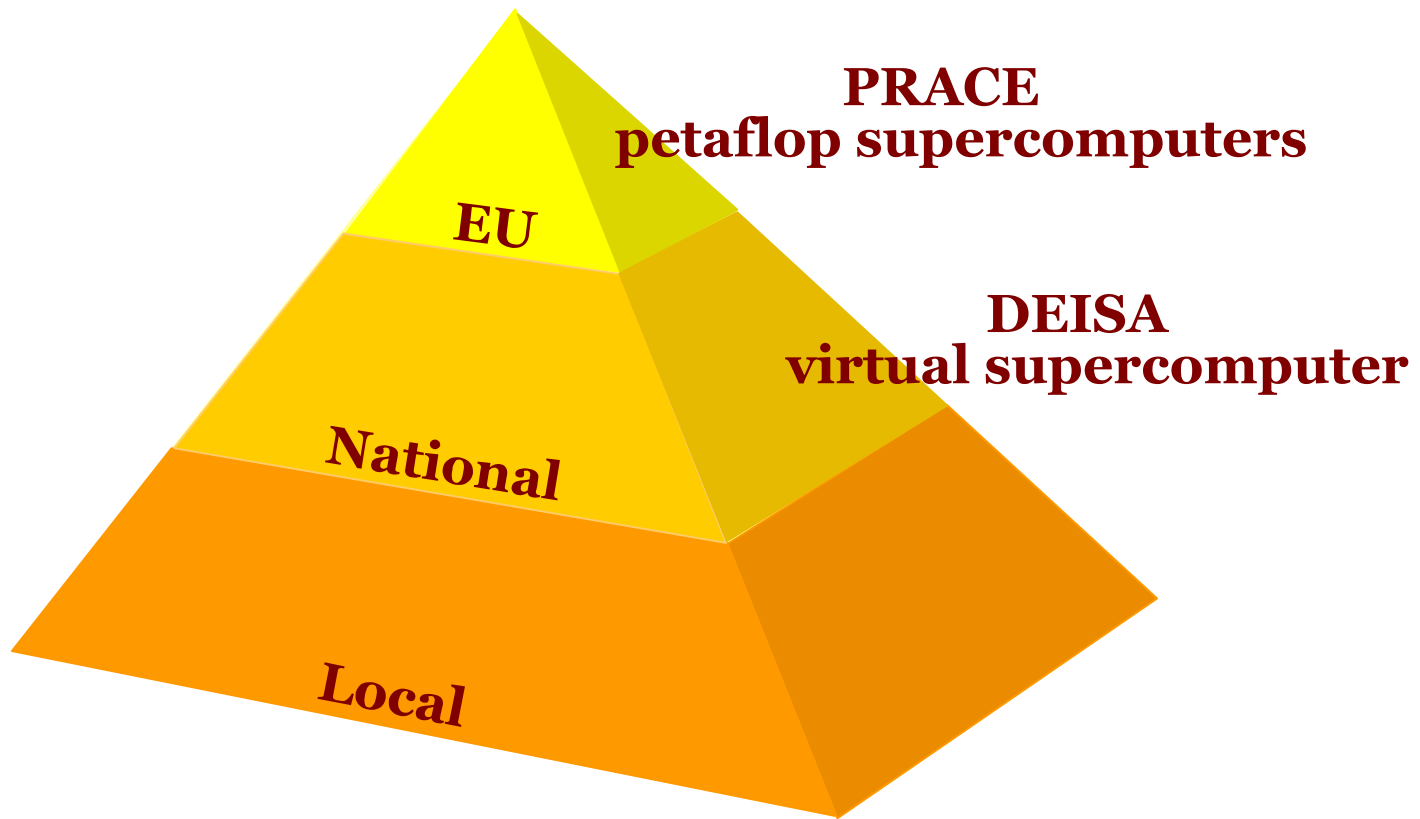 PRACE
petaflop supercomputers
EU
DEISA
virtual supercomputer
National
Local